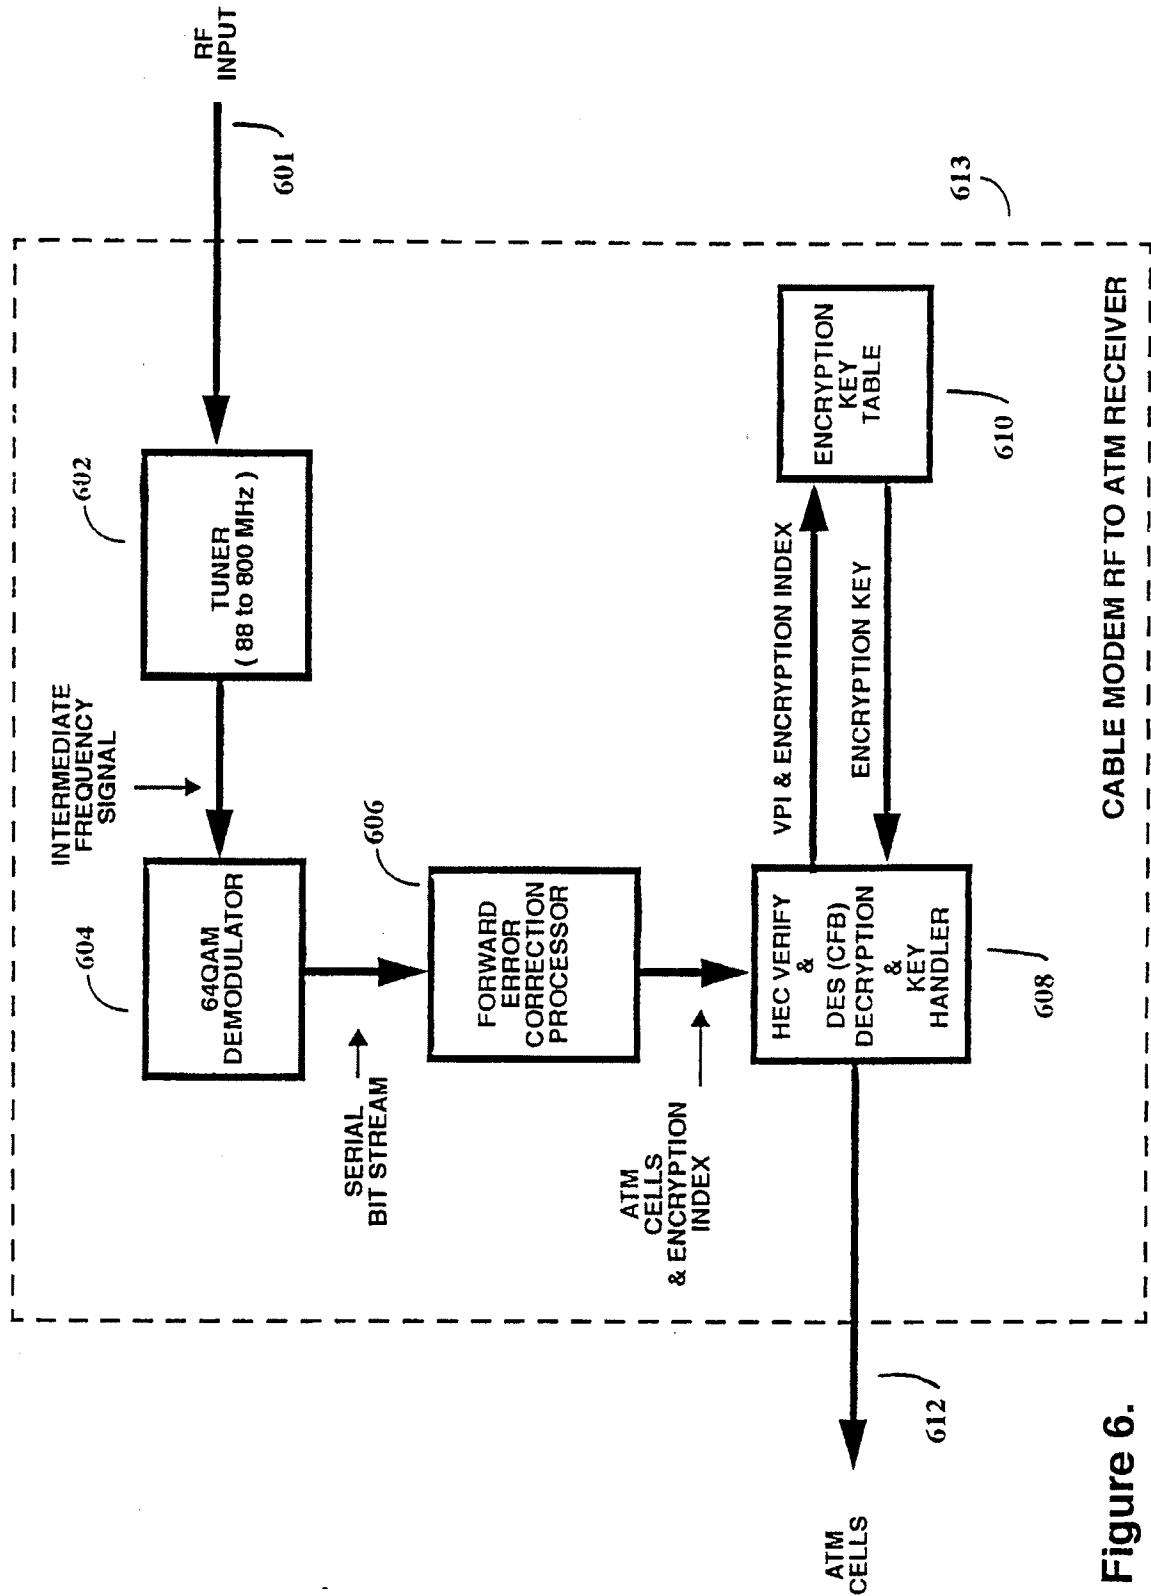 RF
INPUT
601
613
602
TUNER
( 88 to 800 MHz )
INTERMEDIATE
FREQUENCY
SIGNAL
604
64QAM
DEMODULATOR
SERIAL
BIT STREAM
606
FORWARD
ERROR
CORRECTION
PROCESSOR
ATM
CELLS
& ENCRYPTION
INDEX
HEC VERIFY
&
DES (CFB)
DECRYPTION
&
KEY
HANDLER
608
VPI & ENCRYPTION INDEX
ENCRYPTION KEY
ENCRYPTION
KEY
TABLE
610
612
ATM
CELLS
CABLE MODEM RF TO ATM RECEIVER
Figure 6.